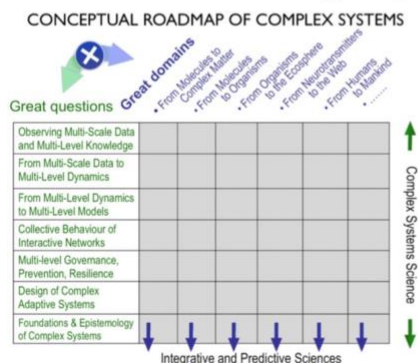 CONCEPTUAL ROADMAP OF COMPLEX SYSTEMS
Great questions
Great domains
• From Molecules to
Complex Matter
• From Molecules
to Organisms
• From Organisms
to the Ecosphere
• From Neurotransmitters
to the Web
• From Humans
to Mankind
• .......
Observing Multi-Scale Data
and Multi-Level Knowledge
From Multi-Scale Data to
Multi-Level Dynamics
From Multi-Level Dynamics
to Multi-Level Models
Collective Behaviour of
Interactive Networks
Multi-level Governance,
Prevention, Resilience
Design of Complex
Adaptive Systems
Foundations & Epistemology
of Complex Systems
Complex Systems Science
Integrative and Predictive Sciences